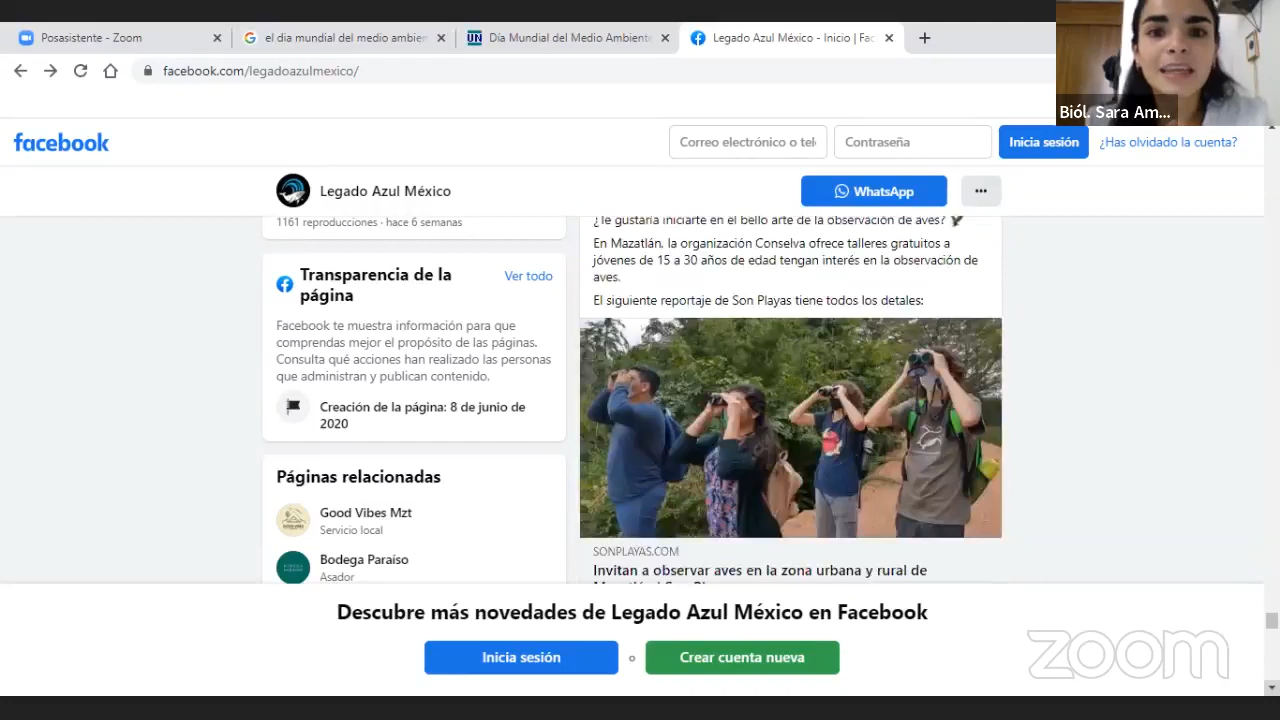 Posasistente - Zoom
el dia mundial del medio ambien
Día Mundial del Medio Ambiente
Legado Azul México - Inicio | Fac
facebook.com/legadoazulmexico/
Biól. Sara Am...
facebook
Correo electrónico o tel
Contraseña
Inicia sesión
¿Has olvidado la cuenta?
Legado Azul México
WhatsApp
1161 reproducciones · hace 6 semanas
Transparencia de la
página
Ver todo
Facebook te muestra información para que
comprendas mejor el propósito de las páginas.
Consulta qué acciones han realizado las personas
que administran y publican contenido.
Creación de la página: 8 de junio de
2020
Páginas relacionadas
Good Vibes Mzt
Servicio local
Bodega Paraíso
Asador
¿Te gustaría iniciarte en el bello arte de la observación de aves?
En Mazatlán, la organización Conselva ofrece talleres gratuitos a
jóvenes de 15 a 30 años de edad tengan interés en la observación de
aves.
El siguiente reportaje de Son Playas tiene todos los detales:
SONPLAYAS.COM
Invitan a observar aves en la zona urbana y rural de
Descubre más novedades de Legado Azul México en Facebook
Inicia sesión
o
Crear cuenta nueva
zoom